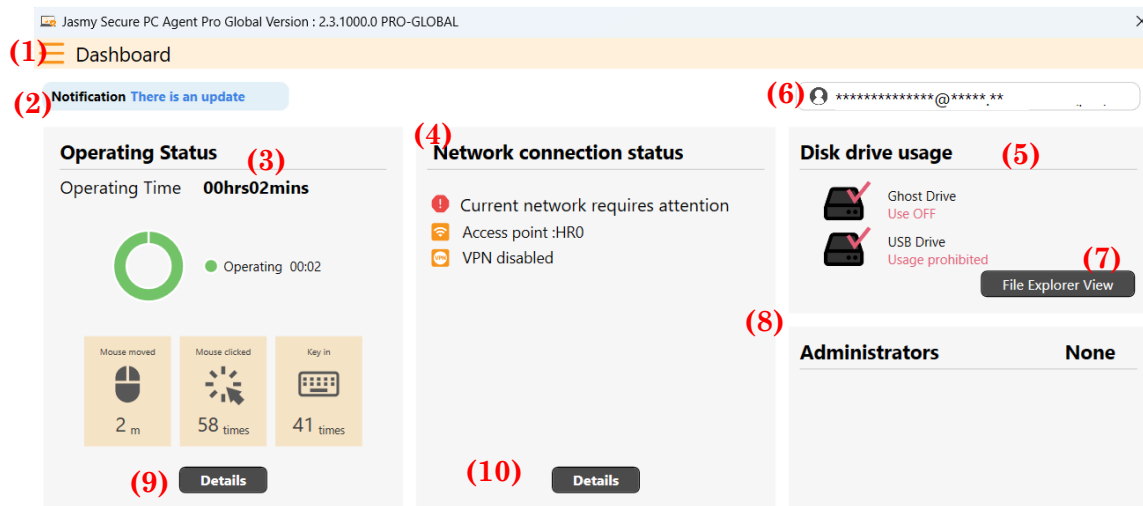 Jasmy Secure PC Agent Pro Global Version : 2.3.1000.0 PRO-GLOBAL
(1) Dashboard
(2) Notification There is an update
(6) **************@*****.**
(3) Operating Status
Operating Time 00hrs02mins
Operating 00:02
Mouse moved
2 m
Mouse clicked
58 times
Key in
41 times
(9) Details
(4) Network connection status
Current network requires attention
Access point :HR0
VPN
VPN disabled
(10) Details
Disk drive usage (5)
Ghost Drive
Use OFF
USB Drive
Usage prohibited
(7) File Explorer View
(8) Administrators None